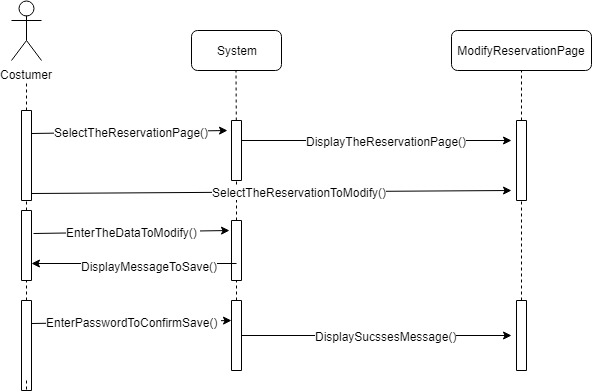 Costumer
System
ModifyReservationPage
SelectTheReservationPage()
DisplayTheReservationPage()
SelectTheReservationToModify()
EnterTheDataToModify()
DisplayMessageToSave()
EnterPasswordToConfirmSave()
DisplaySucssesMessage()